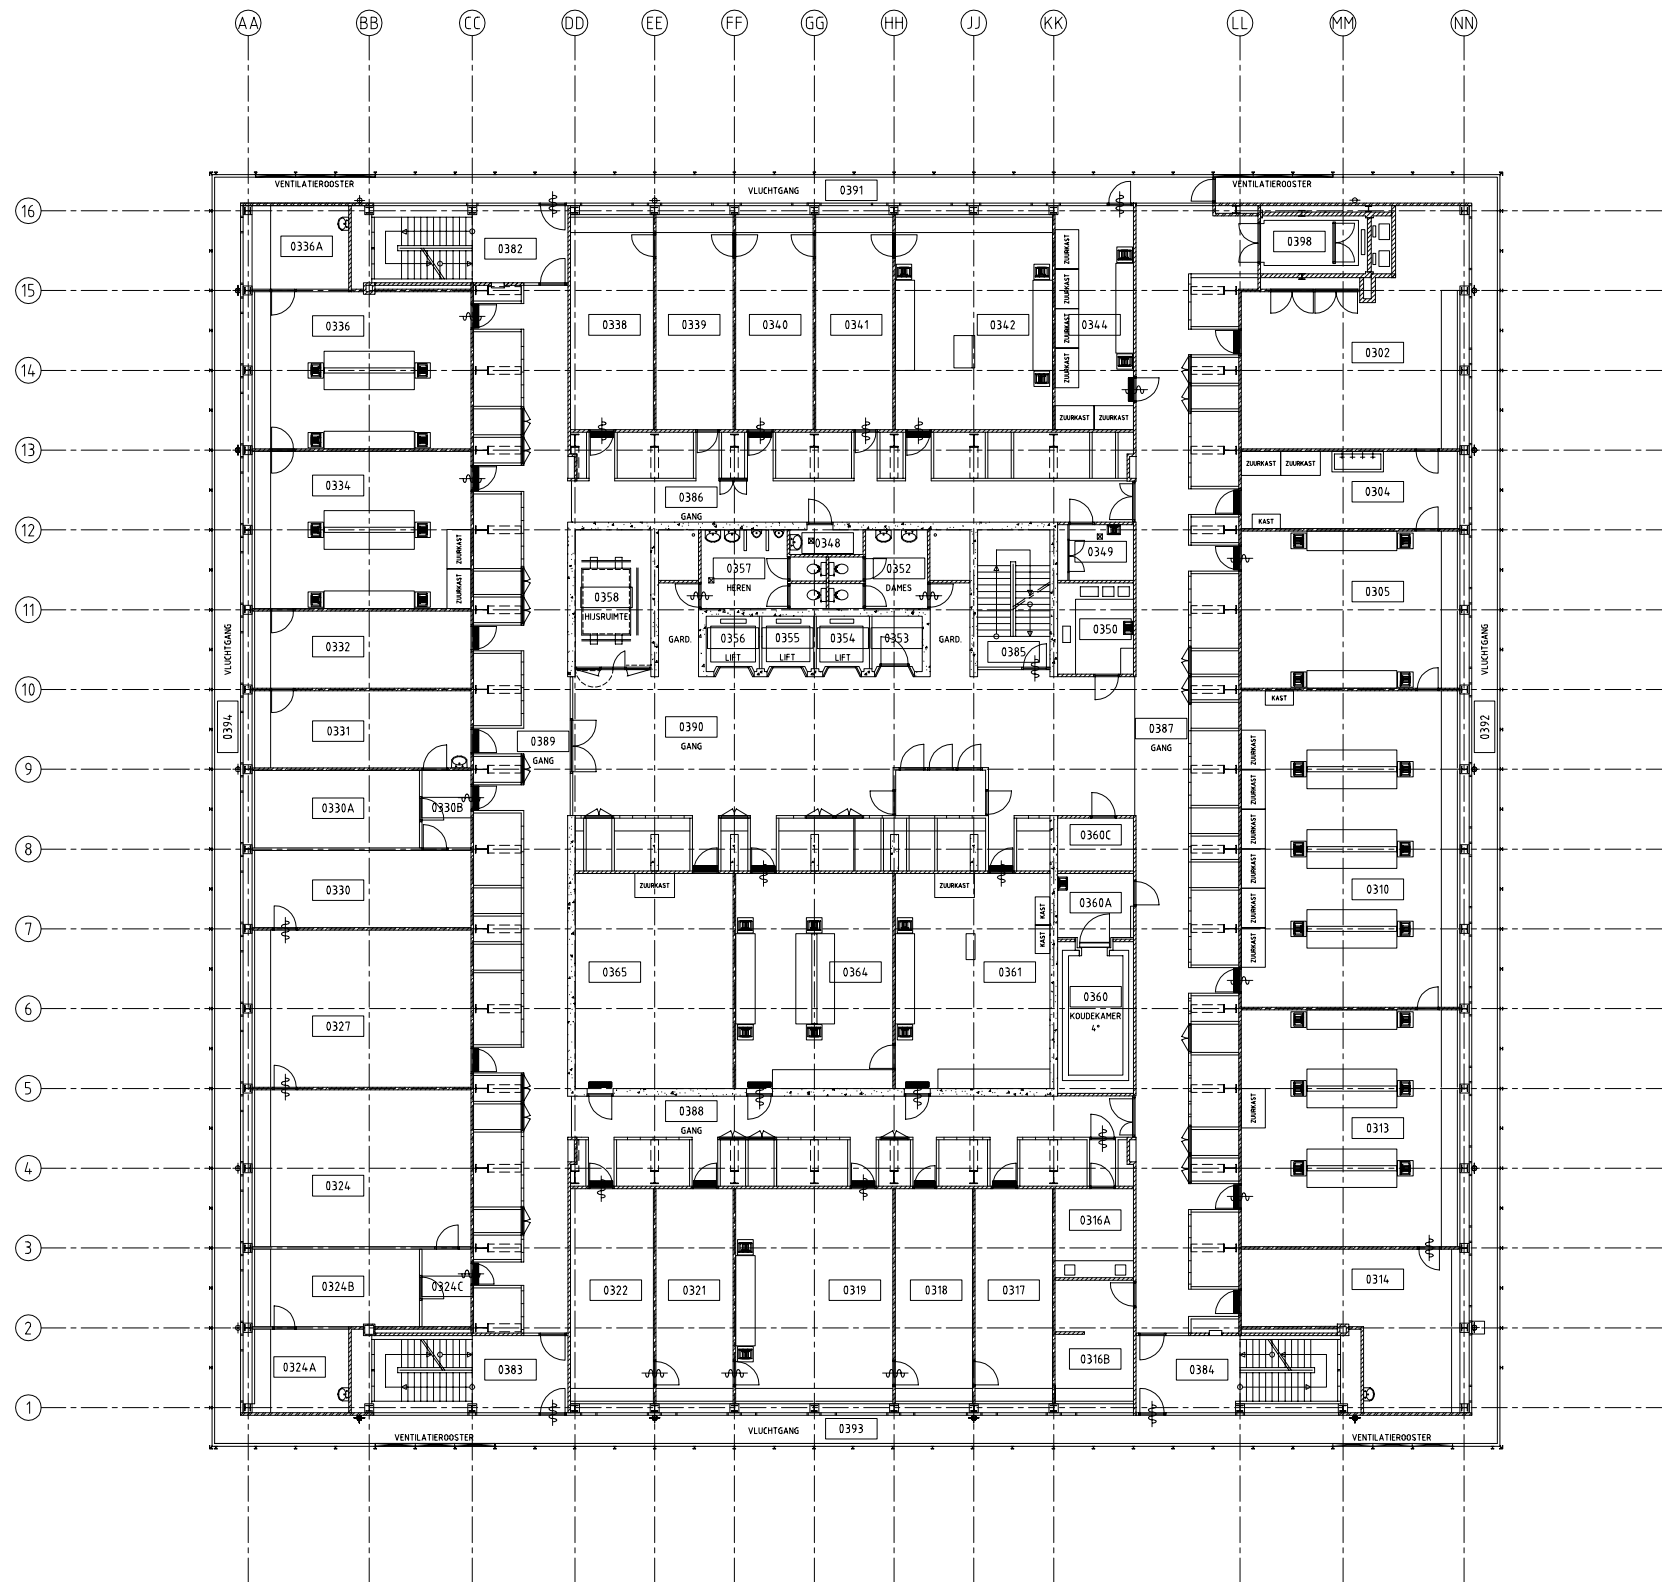 AA BB CC DD EE FF GG HH JJ KK LL MM NN
VENTILATIEROOSTER VLUCHTGANG 0391 VENTILATIEROOSTER
16
0336A 0382 0398
ZUURKAST
15
ZUURKAST
0336 0338 0339 0340 0341 0342 0344 0302
ZUURKAST
14
ZUURKAST
ZUURKAST ZUURKAST
13
ZUURKAST ZUURKAST
0334 0386 0304
GANG
KAST
12
ZUURKAST 0348 0349
0357 0352
HEREN DAMES
ZUURKAST
0358 0305
HIJSRUIMTE
11
VLUCHTGANG
0332 GARD. 0356 0355 0354 0353 GARD. 0350
LIFT LIFT LIFT
0385
VLUCHTGANG
10
KAST
0394 0331 0389 0390 0387 0392
GANG GANG GANG
ZUURKAST
9
ZUURKAST
0330A 0330B
0360C
ZUURKAST
8
ZUURKAST
0330 ZUURKAST ZUURKAST 0360A 0310
KAST
ZUURKAST
7
KAST
ZUURKAST
0365 0364 0361
0360
KOUDEKAMER
4°
6
0327
5
0388 ZUURKAST
GANG
0313
4
0324
0316A
3
0324B 0324C 0322 0321 0319 0318 0317 0314
2
0324A 0383 0316B 0384
1
VENTILATIEROOSTER VLUCHTGANG 0393 VENTILATIEROOSTER